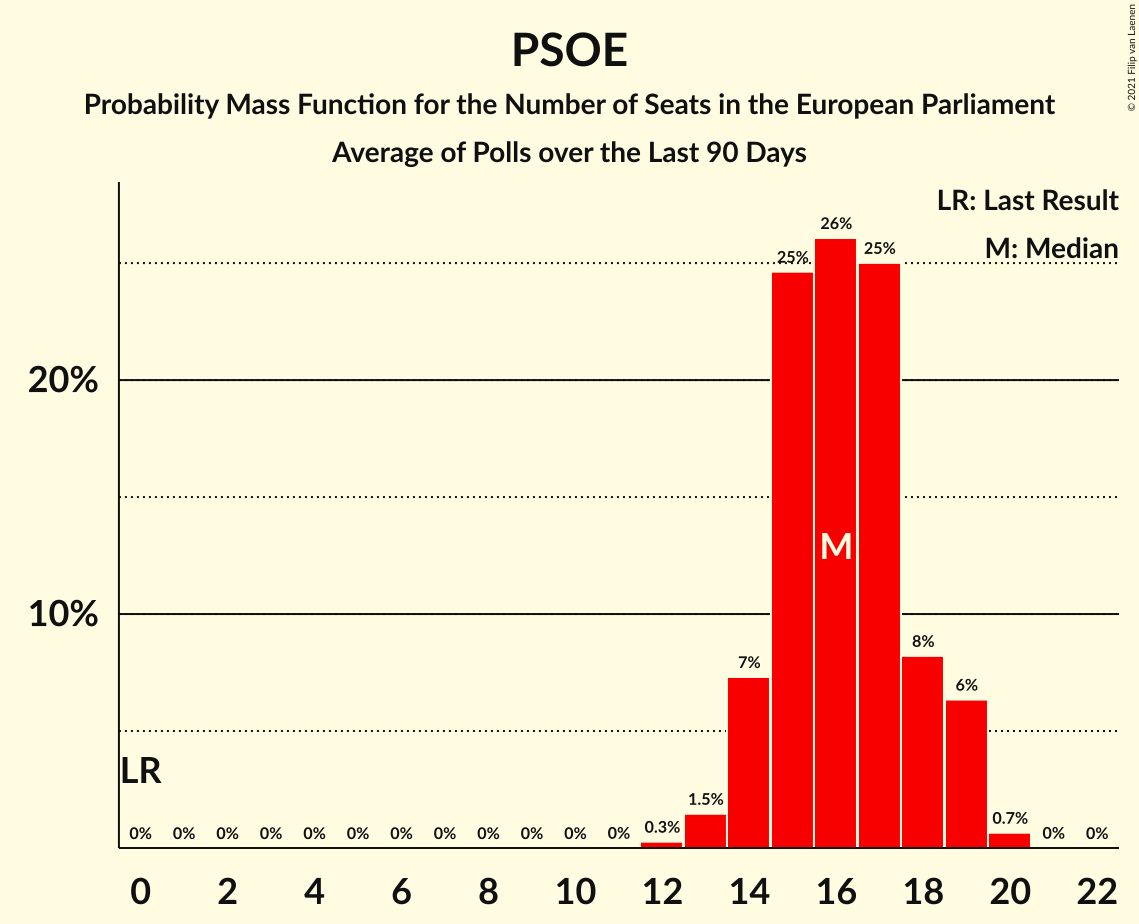 PSOE
Probability Mass Function for the Number of Seats in the European Parliament
Average of Polls over the Last 90 Days
© 2021 Filip van Laenen
LR: Last Result
M: Median
20%
10%
LR
M
0% 0% 0% 0% 0% 0% 0% 0% 0% 0% 0% 0% 0.3% 1.5% 7% 25% 26% 25% 8% 6% 0.7% 0% 0%
0 2 4 6 8 10 12 14 16 18 20 22